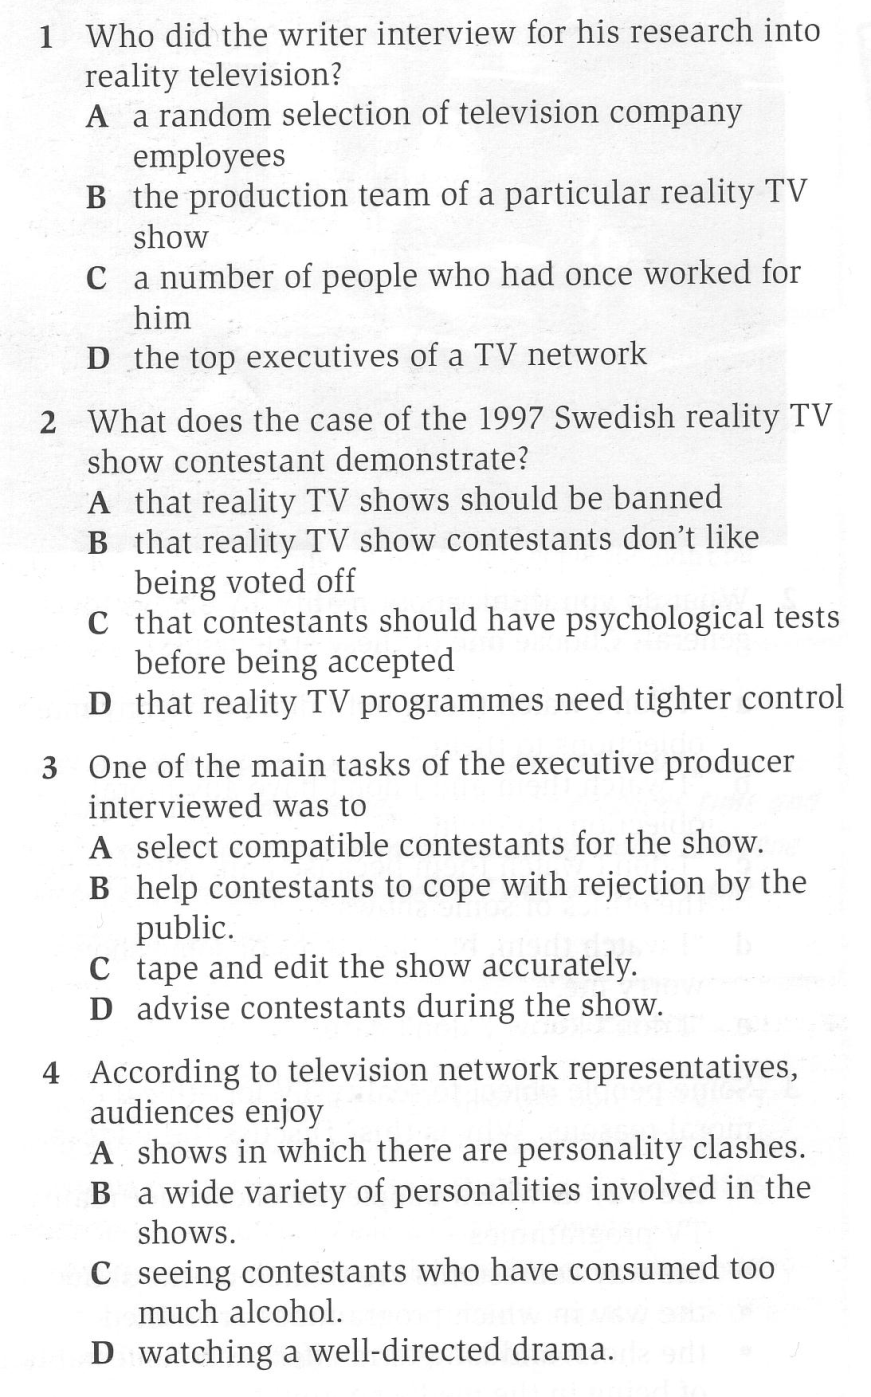 1 Who did the writer interview for his research into
reality television?
A a random selection of television company
employees
B the production team of a particular reality TV
show
C a number of people who had once worked for
him
D the top executives of a TV network
2 What does the case of the 1997 Swedish reality TV
show contestant demonstrate?
A that reality TV shows should be banned
B that reality TV show contestants don't like
being voted off
C that contestants should have psychological tests
before being accepted
D that reality TV programmes need tighter control
3 One of the main tasks of the executive producer
interviewed was to
A select compatible contestants for the show.
B help contestants to cope with rejection by the
public.
C tape and edit the show accurately.
D advise contestants during the show.
4 According to television network representatives,
audiences enjoy
A shows in which there are personality clashes.
B a wide variety of personalities involved in the
shows.
C seeing contestants who have consumed too
much alcohol.
D watching a well-directed drama.